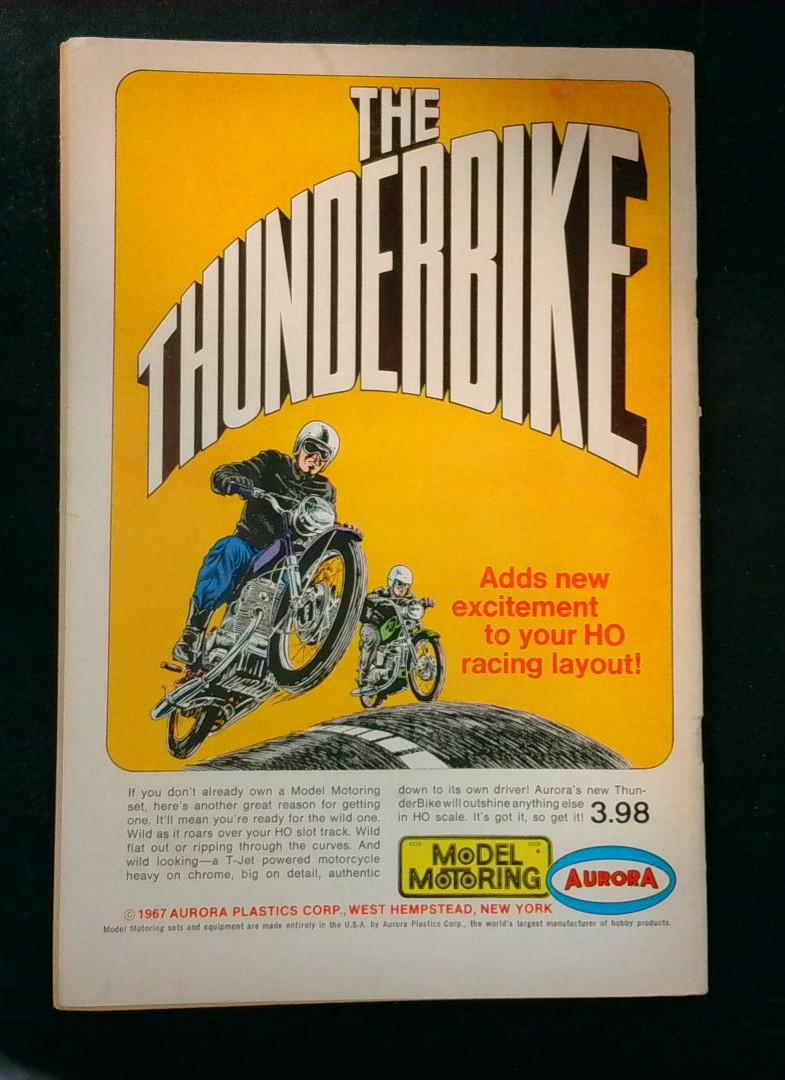 THE
THUNDERBIKE
Adds new
excitement
to your HO
racing layout!
If you don't already own a Model Motoring
set, here's another great reason for getting
one. It'll mean you're ready for the wild one.
Wild as it roars over your HO slot track. Wild
flat out or ripping through the curves. And
wild looking—a T-Jet powered motorcycle
heavy on chrome, big on detail, authentic
down to its own driver! Aurora's new Thun-
derBike will outshine anything else
in HO scale. It's got it, so get it! 3.98
MODEL
MOTORING
AURORA
© 1967 AURORA PLASTICS CORP., WEST HEMPSTEAD, NEW YORK
Model Motoring sets and equipment are made entirely in the U.S.A. by Aurora Plastics Corp., the world's largest manufacturer of hobby products.